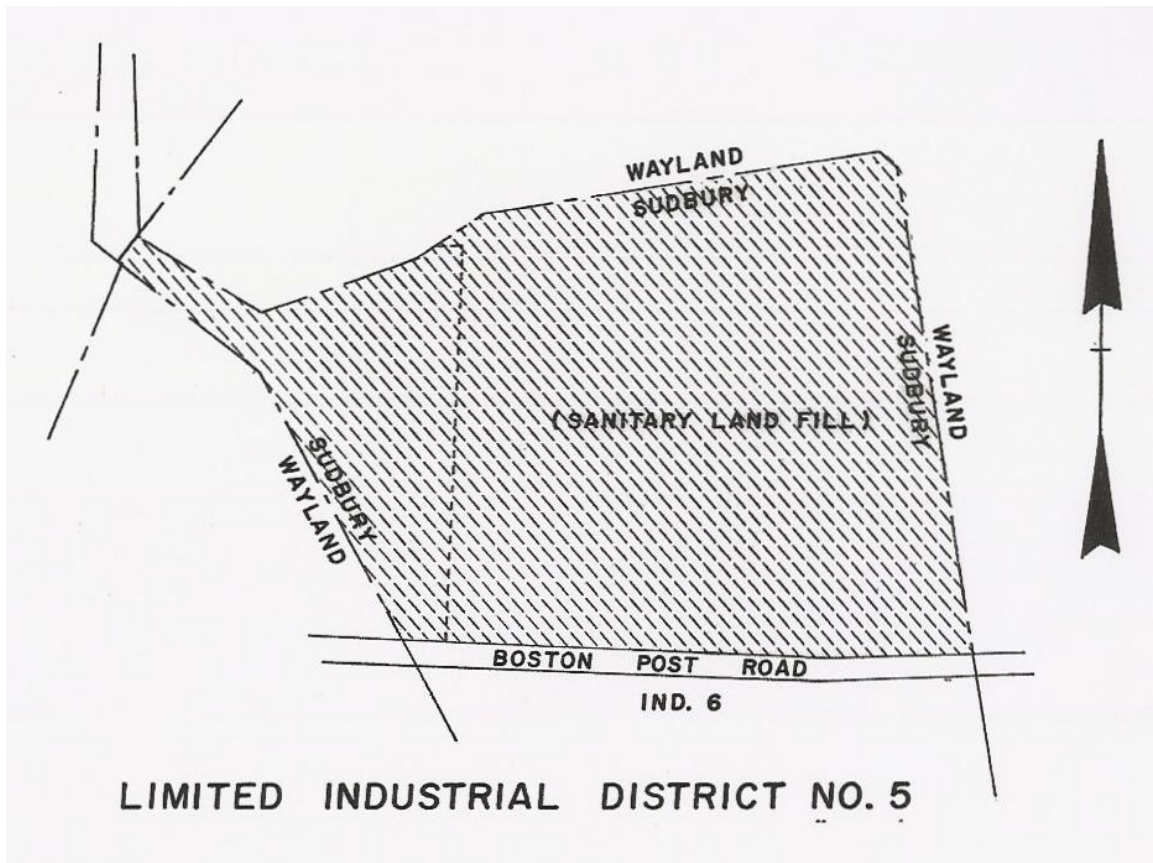 WAYLAND
SUDBURY
WAYLAND
SUDBURY
(SANITARY LAND FILL)
SUDBURY
WAYLAND
BOSTON POST ROAD
IND. 6
LIMITED INDUSTRIAL DISTRICT NO. 5